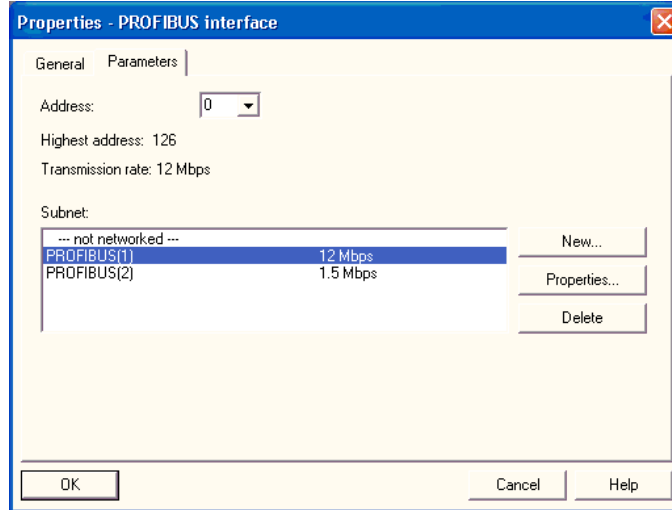 Properties - PROFIBUS interface
General Parameters
Address: 0
Highest address: 126
Transmission rate: 12 Mbps
Subnet:
--- not networked ---
PROFIBUS(1) 12 Mbps
PROFIBUS(2) 1.5 Mbps
New...
Properties...
Delete
OK Cancel Help